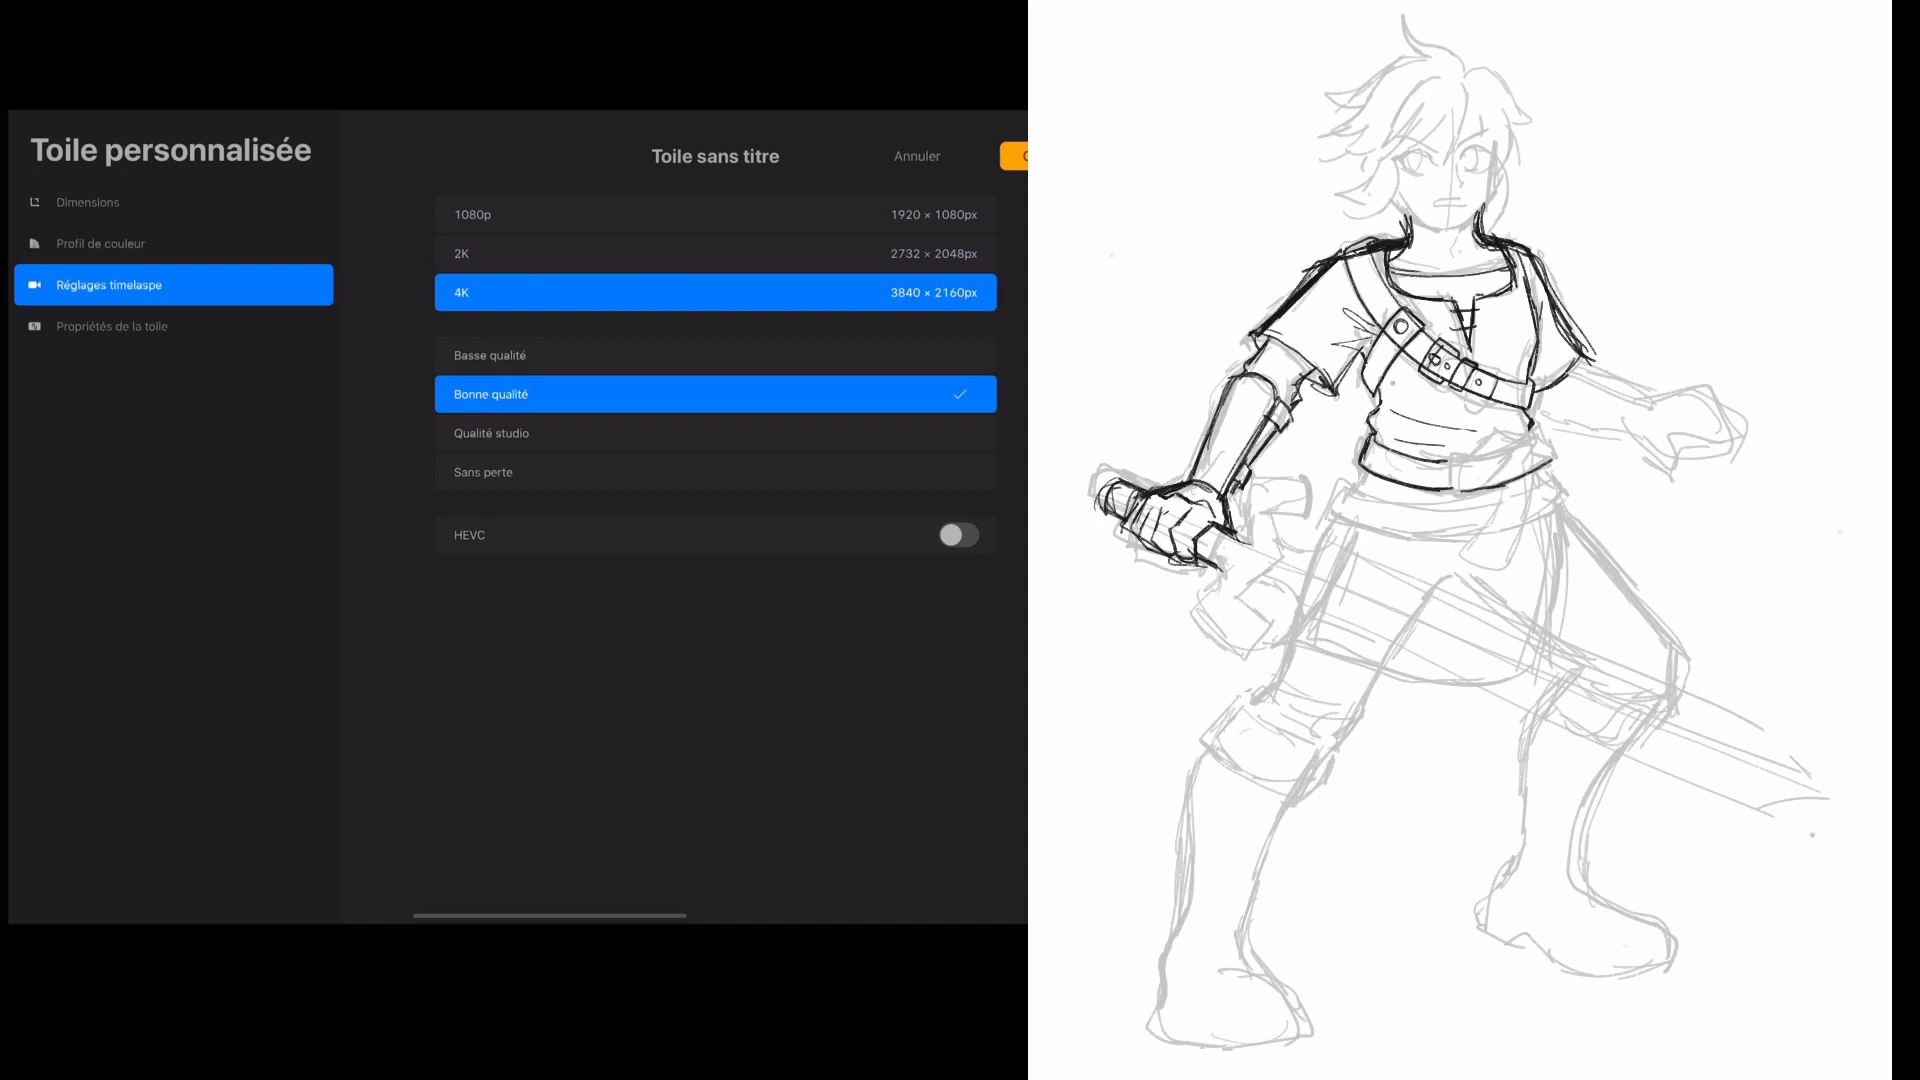 Toile personnalisée
Dimensions
Profil de couleur
Réglages timelaspe
Propriétés de la toile
Toile sans titre
Annuler
1080p 1920 × 1080px
2K 2732 × 2048px
4K 3840 × 2160px
Basse qualité
Bonne qualité
Qualité studio
Sans perte
HEVC